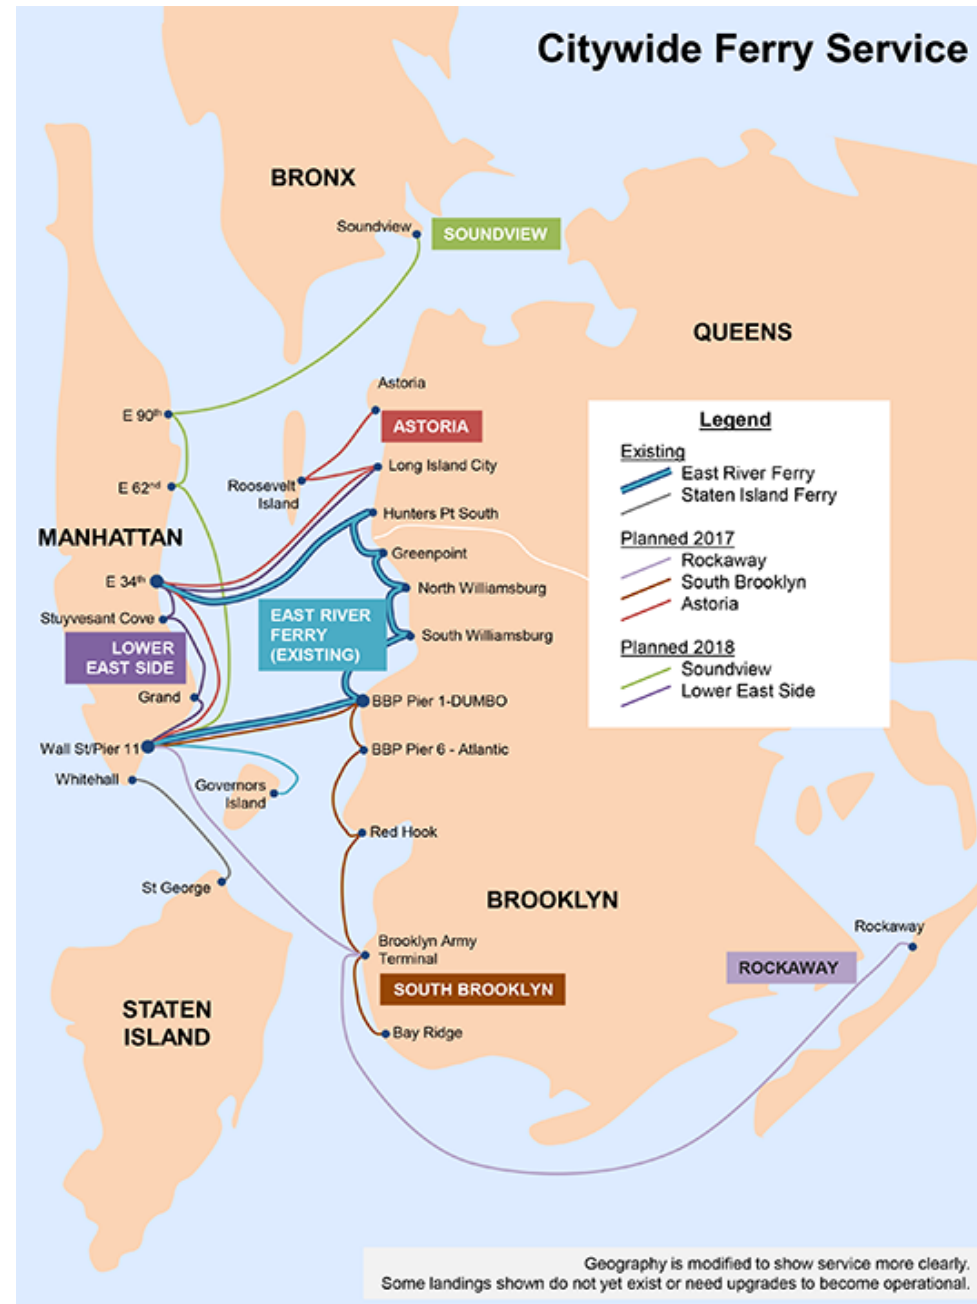 Citywide Ferry Service
BRONX
Soundview
SOUNDVIEW
QUEENS
Astoria
E 90th
ASTORIA
Legend
Existing
East River Ferry
Staten Island Ferry
Planned 2017
Rockaway
South Brooklyn
Astoria
Planned 2018
Soundview
Lower East Side
Long Island City
E 62nd
Roosevelt
Island
Hunters Pt South
MANHATTAN
Greenpoint
E 34th
North Williamsburg
Stuyvesant Cove
EAST RIVER
FERRY
(EXISTING)
South Williamsburg
LOWER
EAST SIDE
Grand
BBP Pier 1-DUMBO
Wall St/Pier 11
BBP Pier 6 - Atlantic
Whitehall
Governors
Island
Red Hook
St George
BROOKLYN
Brooklyn Army
Terminal
Rockaway
ROCKAWAY
SOUTH BROOKLYN
STATEN
ISLAND
Bay Ridge
Geography is modified to show service more clearly.
Some landings shown do not yet exist or need upgrades to become operational.